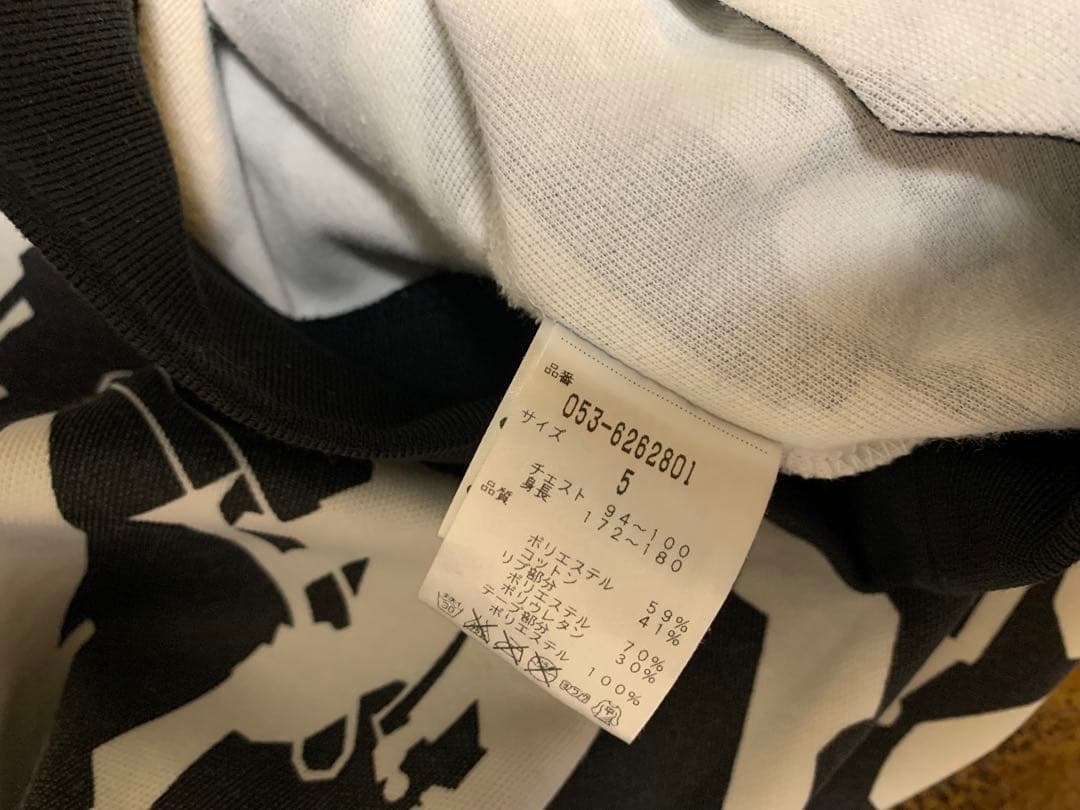 品番
053-6262801
サイズ
5
チェスト 94～100
身長 172～180
品質
ポリエステル 59%
コットン 41%
リブ部分
ポリエステル 70%
ポリウレタン 30%
テープ部分
ポリエステル 100%